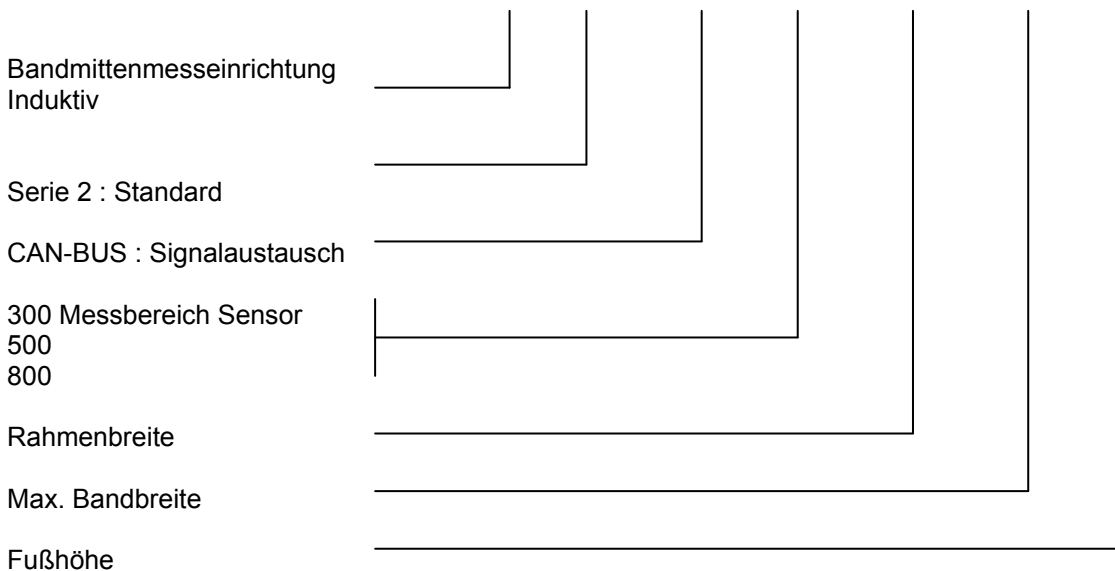 Bandmittenmesseinrichtung
Induktiv
Serie 2 : Standard
CAN-BUS : Signalaustausch
300 Messbereich Sensor
500
800
Rahmenbreite
Max. Bandbreite
Fußhöhe